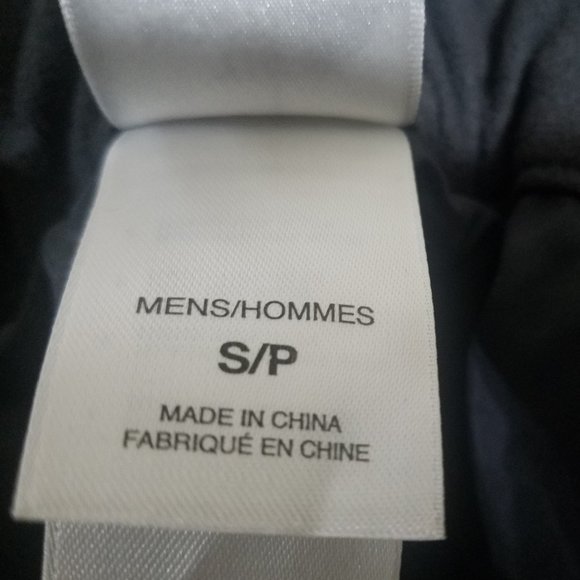 MENS/HOMMES
S/P
MADE IN CHINA
FABRIQUÉ EN CHINE